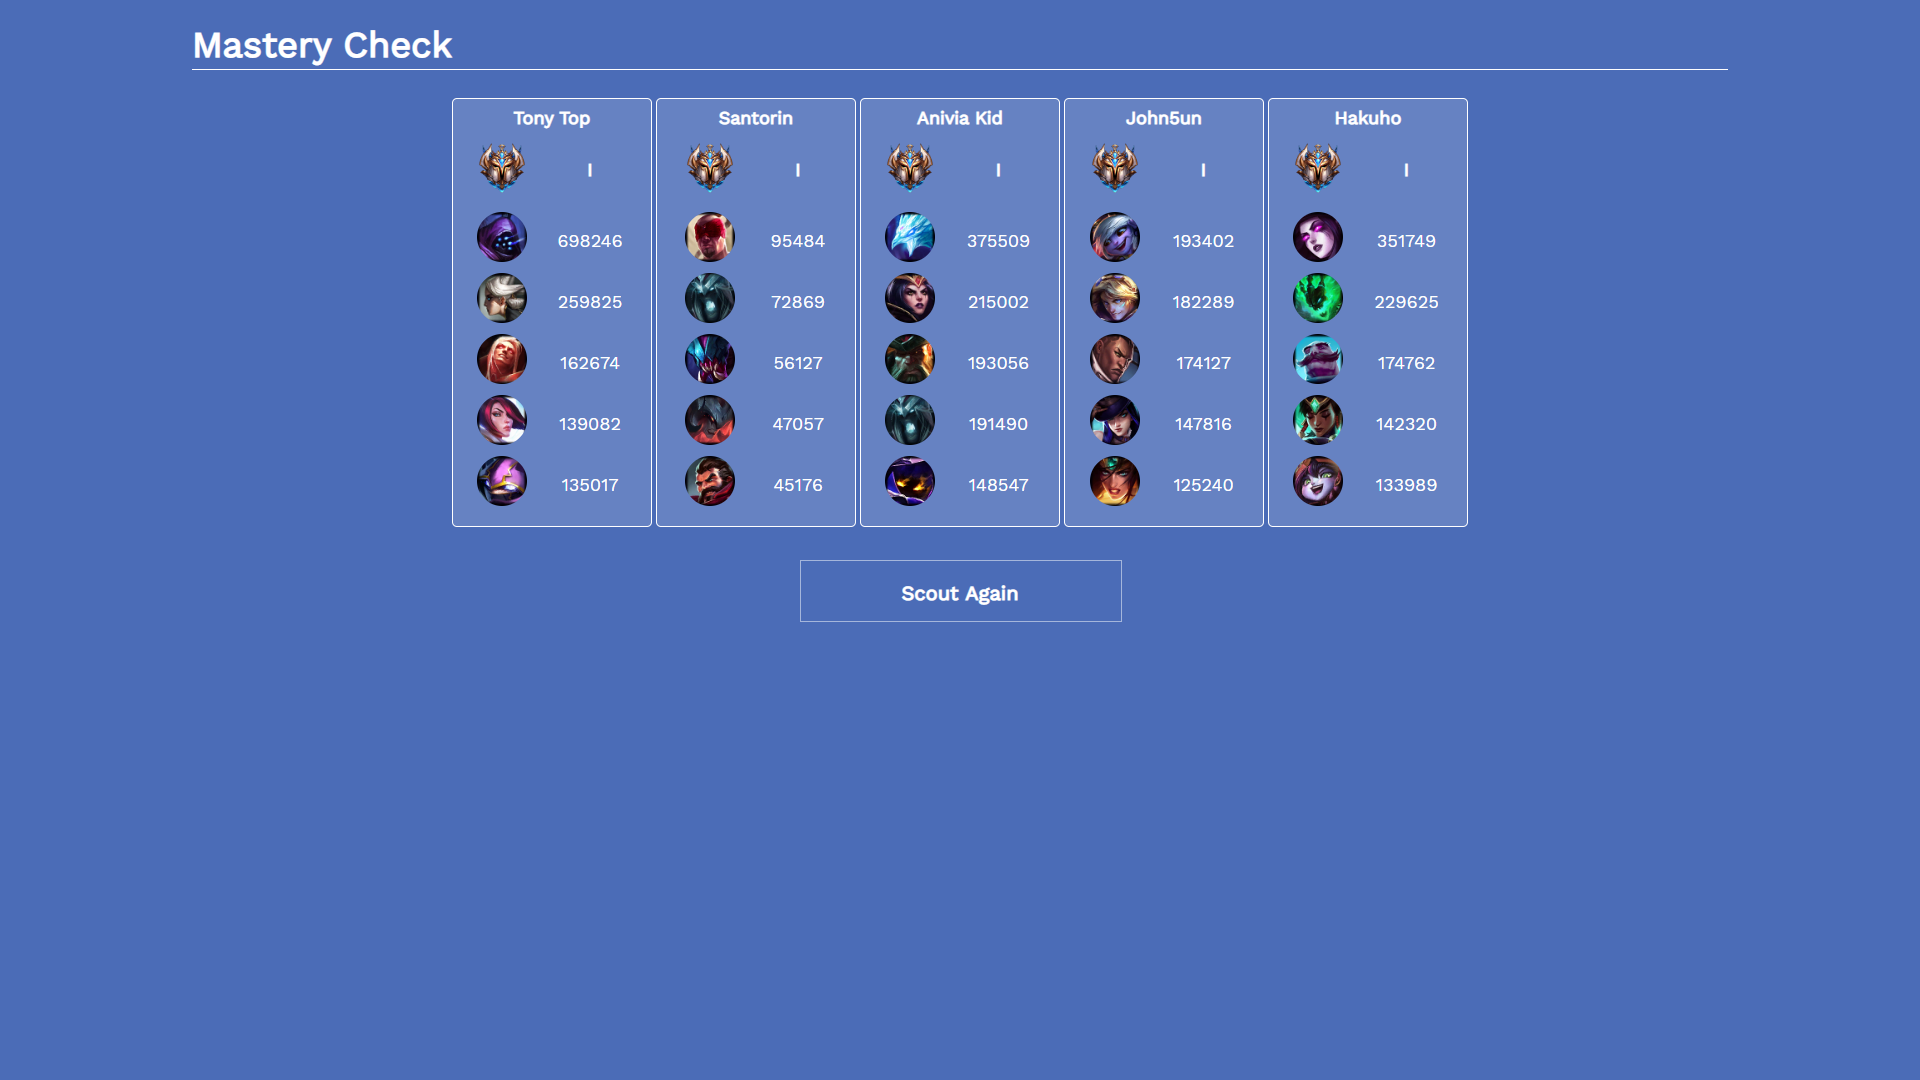 Mastery Check
Tony Top
I
698246
259825
162674
139082
135017
Santorin
I
95484
72869
56127
47057
45176
Anivia Kid
I
375509
215002
193056
191490
148547
John5un
I
193402
182289
174127
147816
125240
Hakuho
I
351749
229625
174762
142320
133989
Scout Again